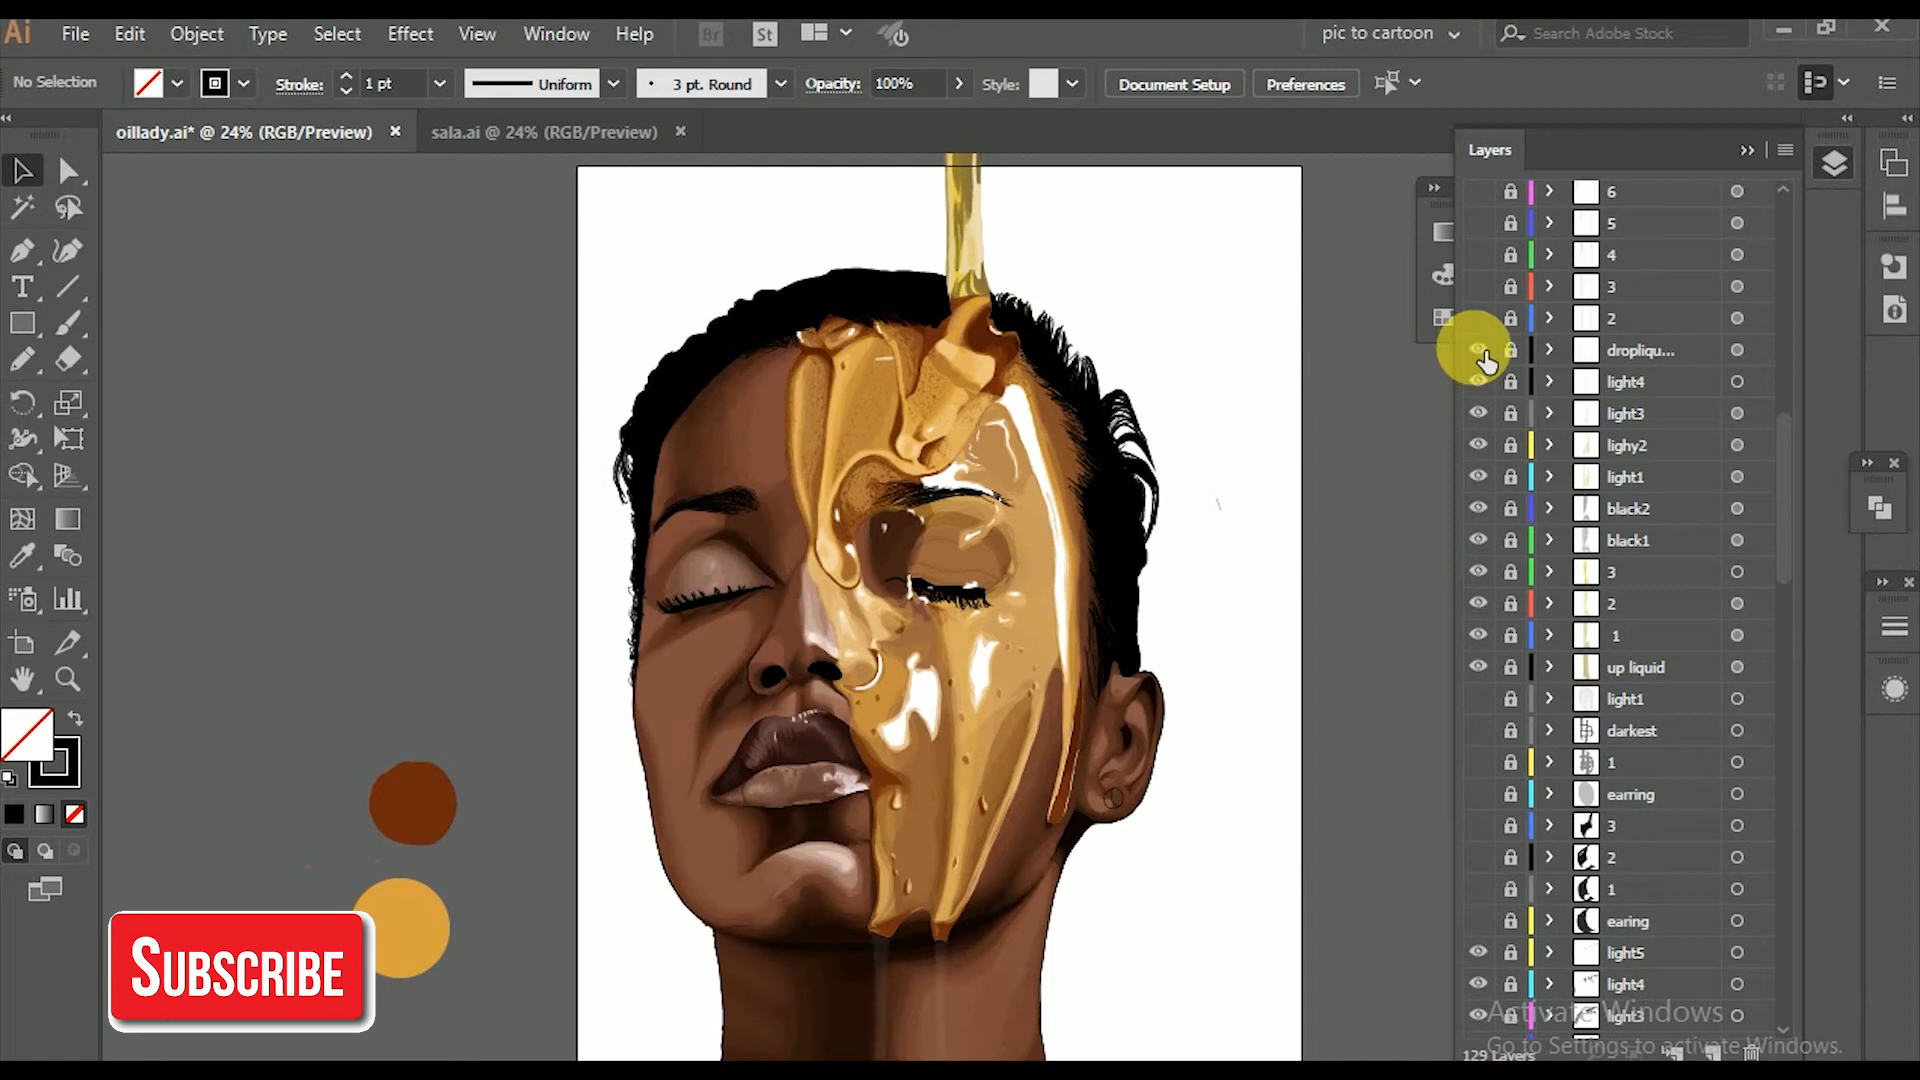 Ai File Edit Object Type Select Effect View Window Help Br St pic to cartoon Search Adobe Stock
No Selection Stroke: 1 pt Uniform 3 pt. Round Opacity: 100% Style: Document Setup Preferences
oillady.ai* @ 24% (RGB/Preview) × sala.ai @ 24% (RGB/Preview) ×
Layers
6
5
4
3
2
dropliqu...
light4
light3
lighy2
light1
black2
black1
3
2
1
up liquid
light1
darkest
1
earring
3
2
1
earing
light5
light4
light3
129 Layers
SUBSCRIBE
Activate Windows
Go to Settings to activate Windows.